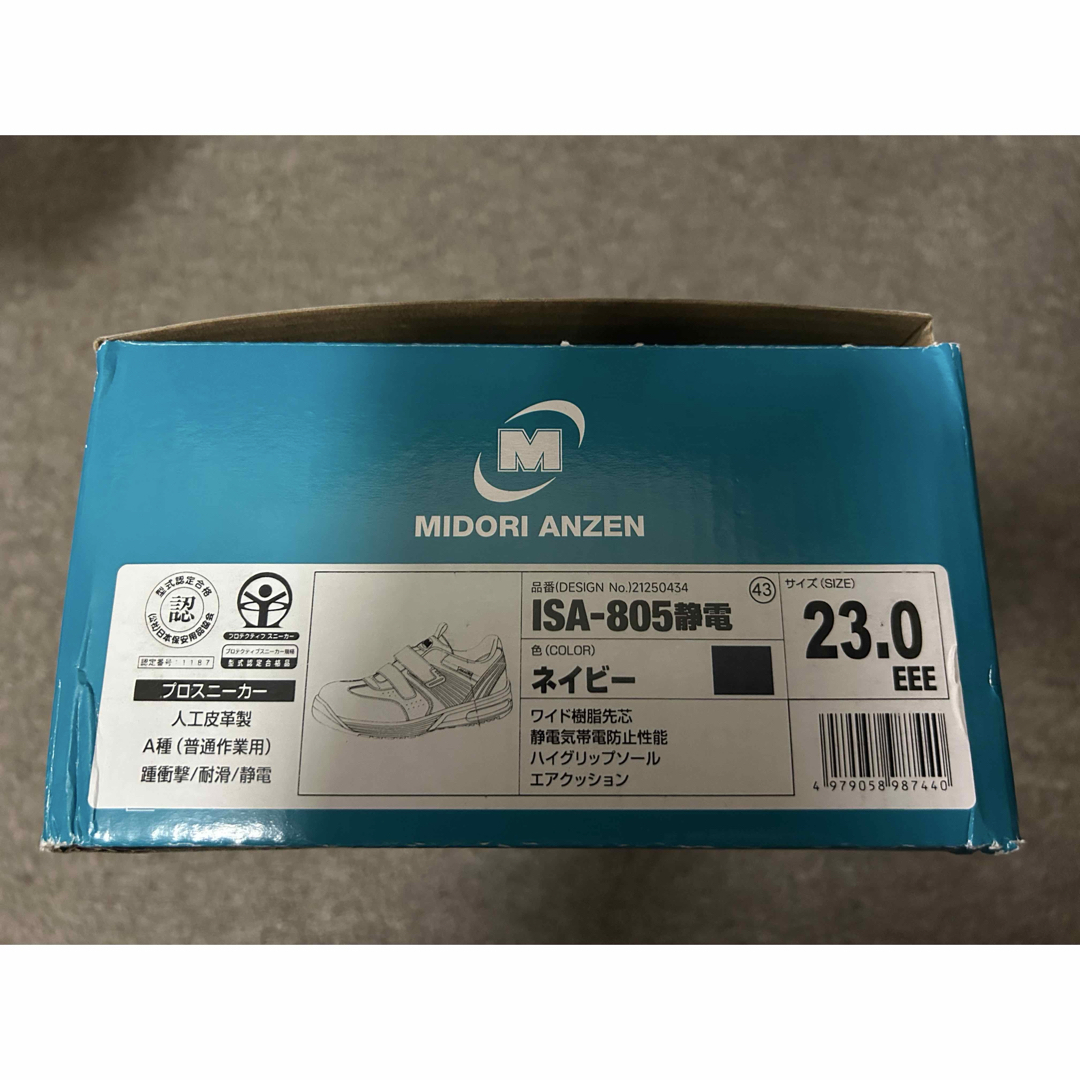 M
MIDORI ANZEN
型式認定合格
認
(公社)日本保安用品協会
認定番号:1187
プロテクティブ スニーカー
プロテクティブスニーカー規格
型式認定合格品
プロスニーカー
人工皮革製
A種(普通作業用)
踵衝撃/耐滑/静電
品番(DESIGN No.)21250434
43
ISA-805静電
色(COLOR)
ネイビー
ワイド樹脂先芯
静電気帯電防止性能
ハイグリップソール
エアクッション
サイズ(SIZE)
23.0
EEE
4 979058 987440